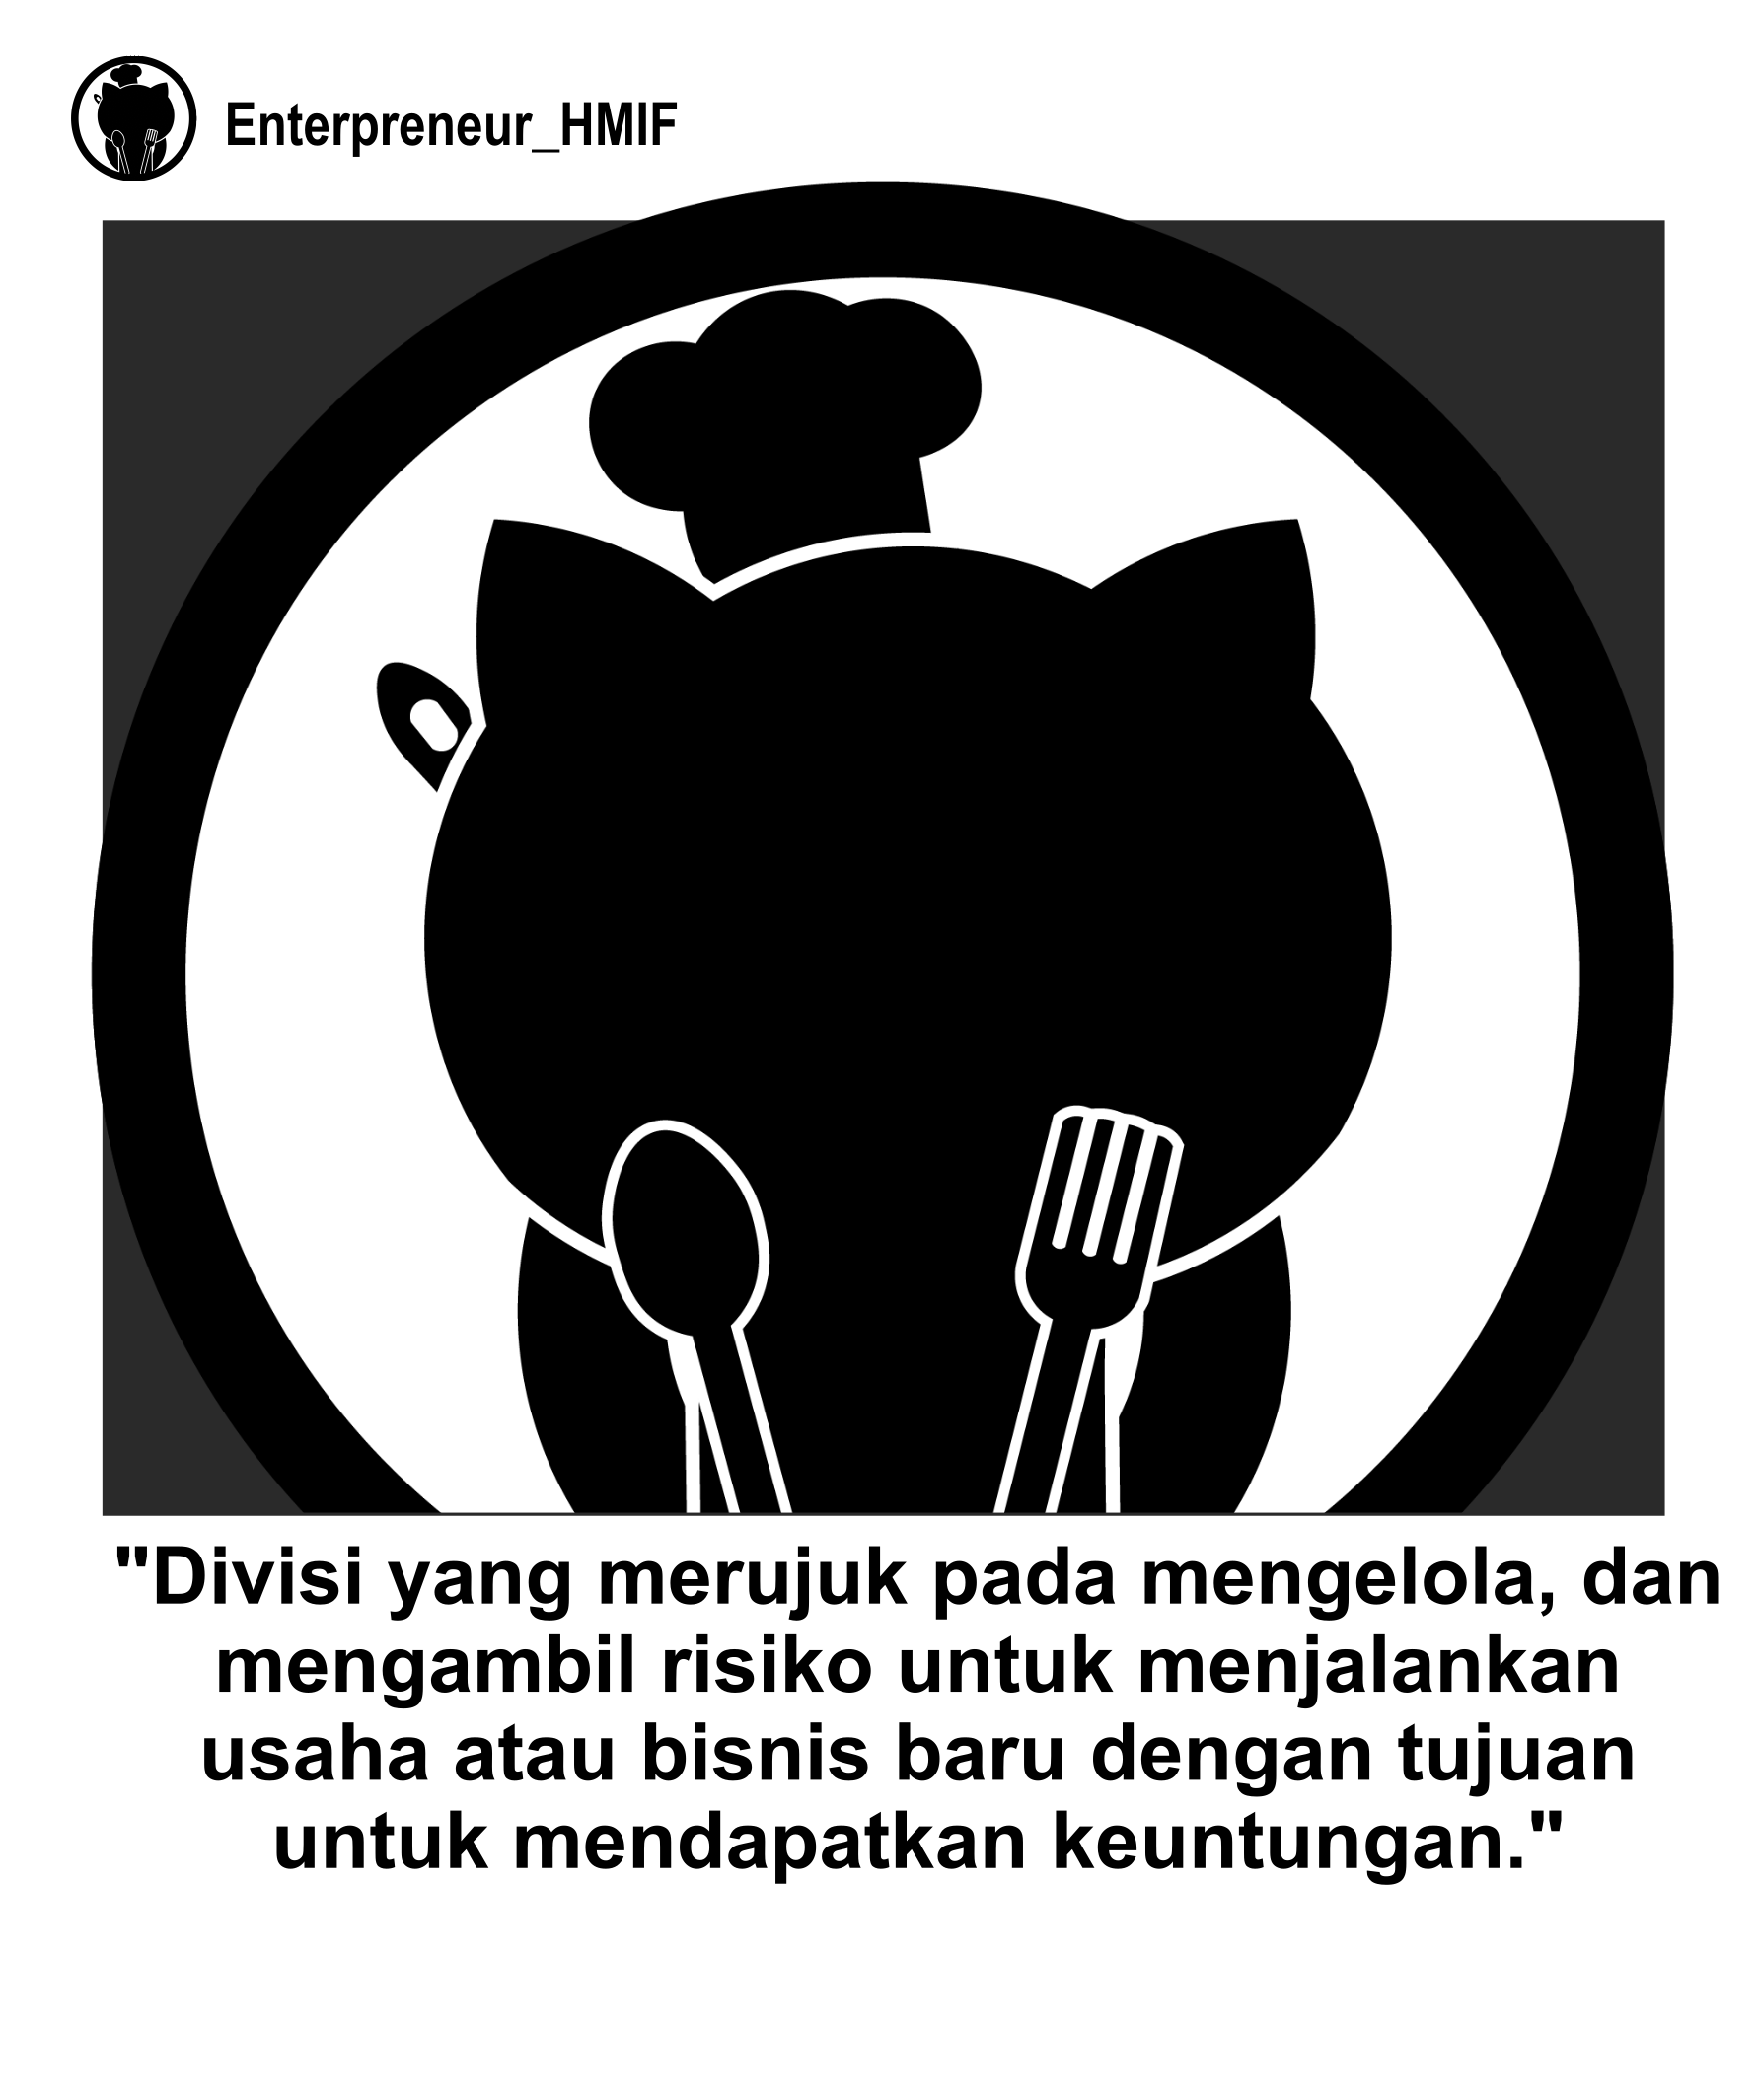 Enterpreneur_HMIF
"Divisi yang merujuk pada mengelola, dan
mengambil risiko untuk menjalankan
usaha atau bisnis baru dengan tujuan
untuk mendapatkan keuntungan."